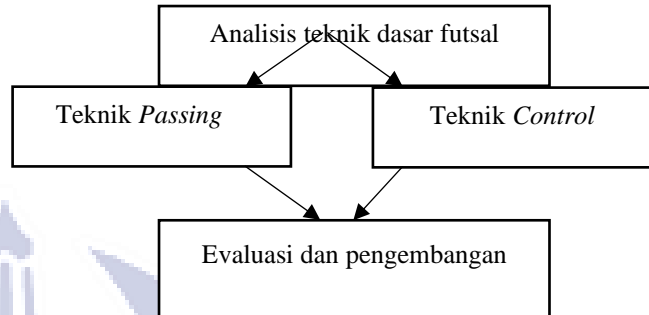 Analisis teknik dasar futsal
Teknik Passing
Teknik Control
Evaluasi dan pengembangan